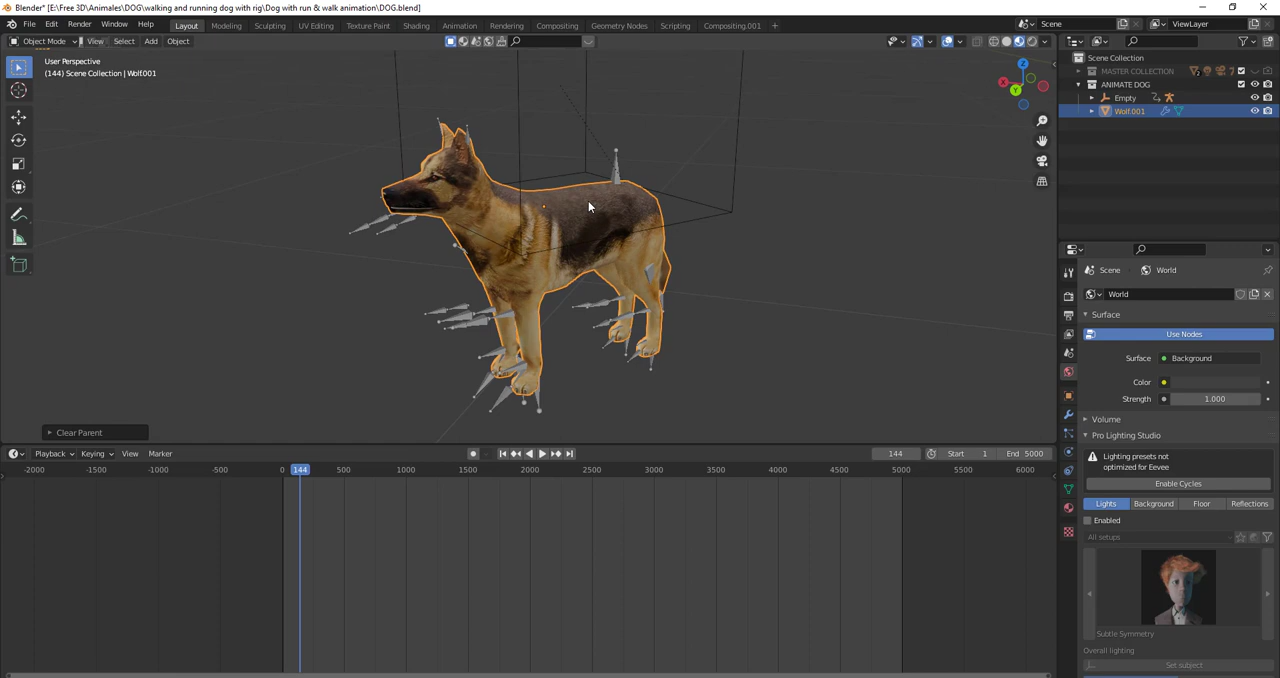 Blender* [E:\Free 3D\Animales\DOG\walking and running dog with rig\Dog with run & walk animation\DOG.blend]
File Edit Render Window Help Layout Modeling Sculpting UV Editing Texture Paint Shading Animation Rendering Compositing Geometry Nodes Scripting Compositing.001 + Scene ViewLayer
Object Mode View Select Add Object
User Perspective
(144) Scene Collection | Wolf.001
Z
X
Y
Scene Collection
MASTER COLLECTION
ANIMATE DOG
Empty
Wolf.001
Scene World
World
Surface
Use Nodes
Surface Background
Color
Strength 1.000
Volume
Pro Lighting Studio
Lighting presets not
optimized for Eevee
Enable Cycles
Lights Background Floor Reflections
Enabled
All setups
Subtle Symmetry
Overall lighting
Set subject
Clear Parent
Playback Keying View Marker 144 Start 1 End 5000
-2000 -1500 -1000 -500 0 144 500 1000 1500 2000 2500 3000 3500 4000 4500 5000 5500 6000